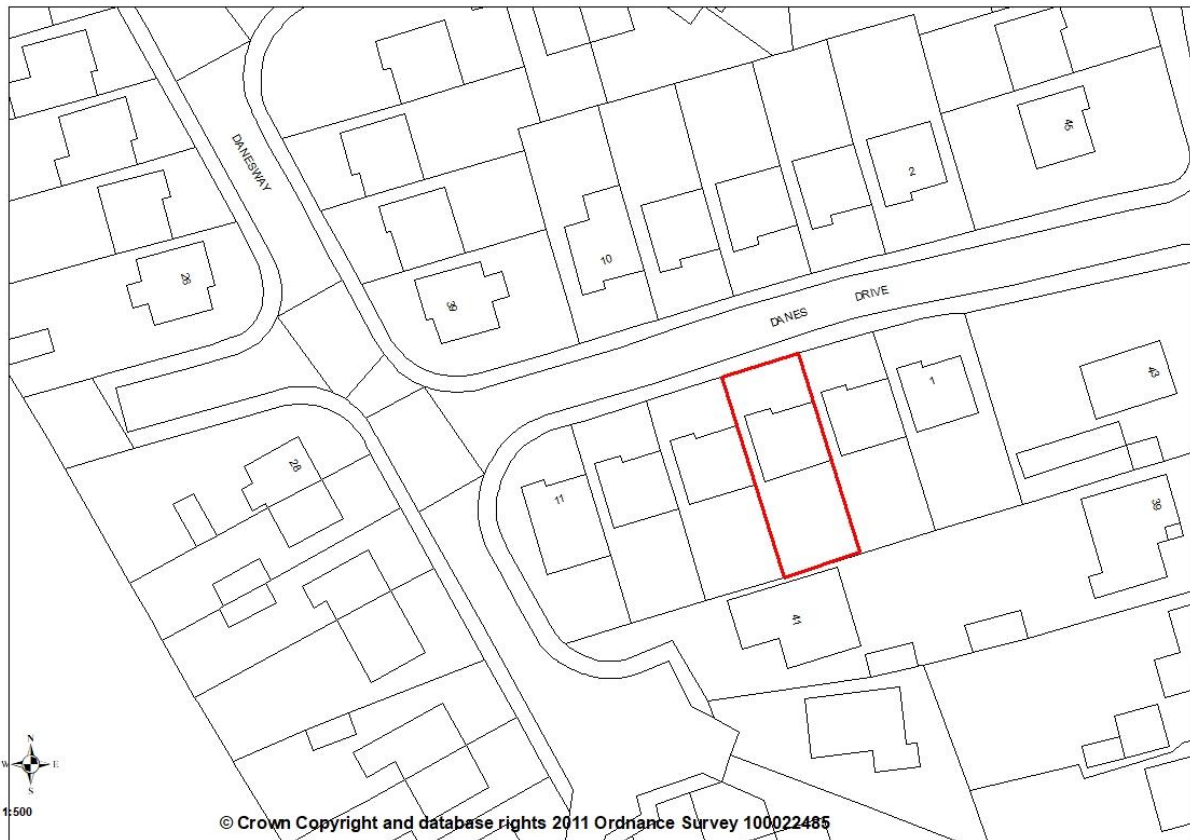 45
2
DANESWAY
10
26
39
DANES DRIVE
1
43
28
11
39
41
N
W E
S
1:500
© Crown Copyright and database rights 2011 Ordnance Survey 100022485